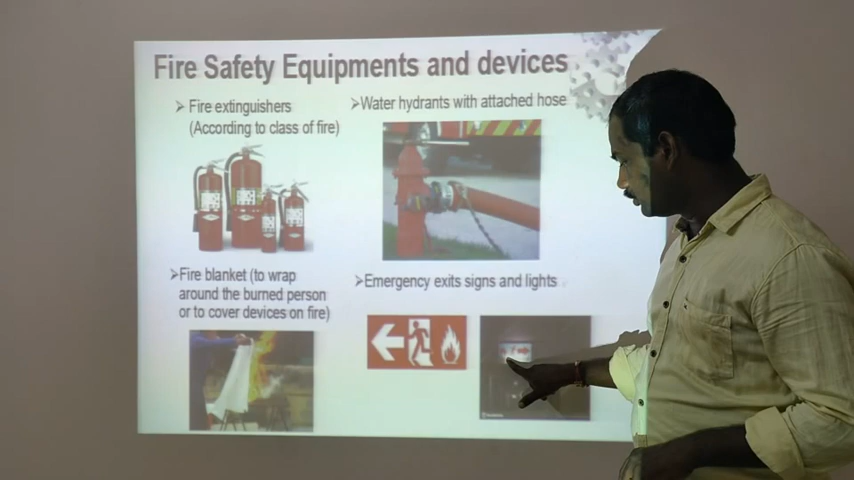 Fire Safety Equipments and devices
➢ Fire extinguishers
(According to class of fire)
➢Water hydrants with attached hose
➢Fire blanket (to wrap
around the burned person
or to cover devices on fire)
➢Emergency exits signs and lights